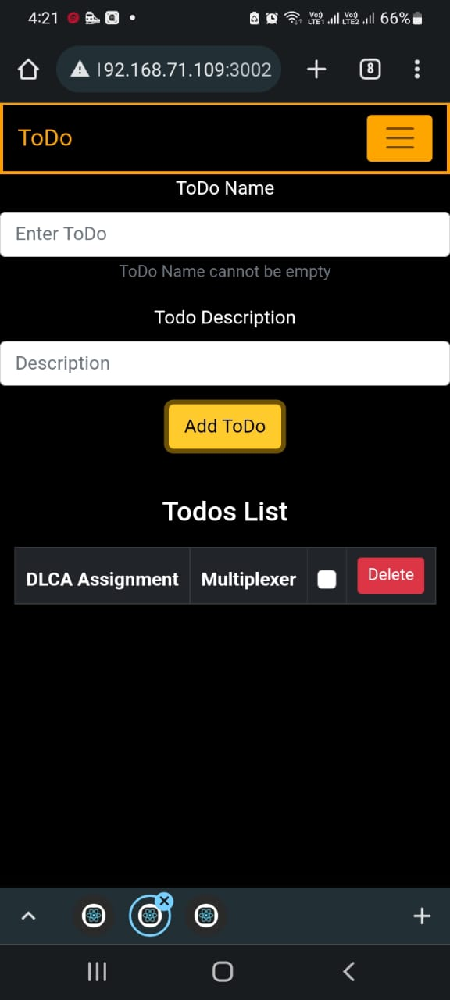 4:21 Vo)) LTE1 Vo)) LTE2 66%
192.168.71.109:3002 8
ToDo
ToDo Name
Enter ToDo
ToDo Name cannot be empty
Todo Description
Description
Add ToDo
Todos List
DLCA Assignment Multiplexer Delete